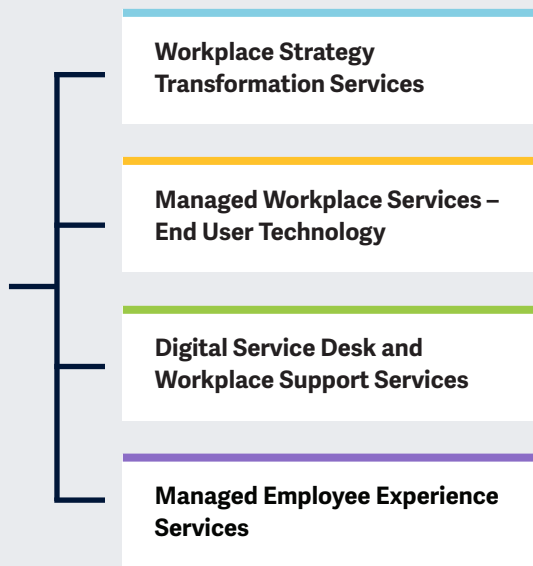 Workplace Strategy
Transformation Services
Managed Workplace Services –
End User Technology
Digital Service Desk and
Workplace Support Services
Managed Employee Experience
Services